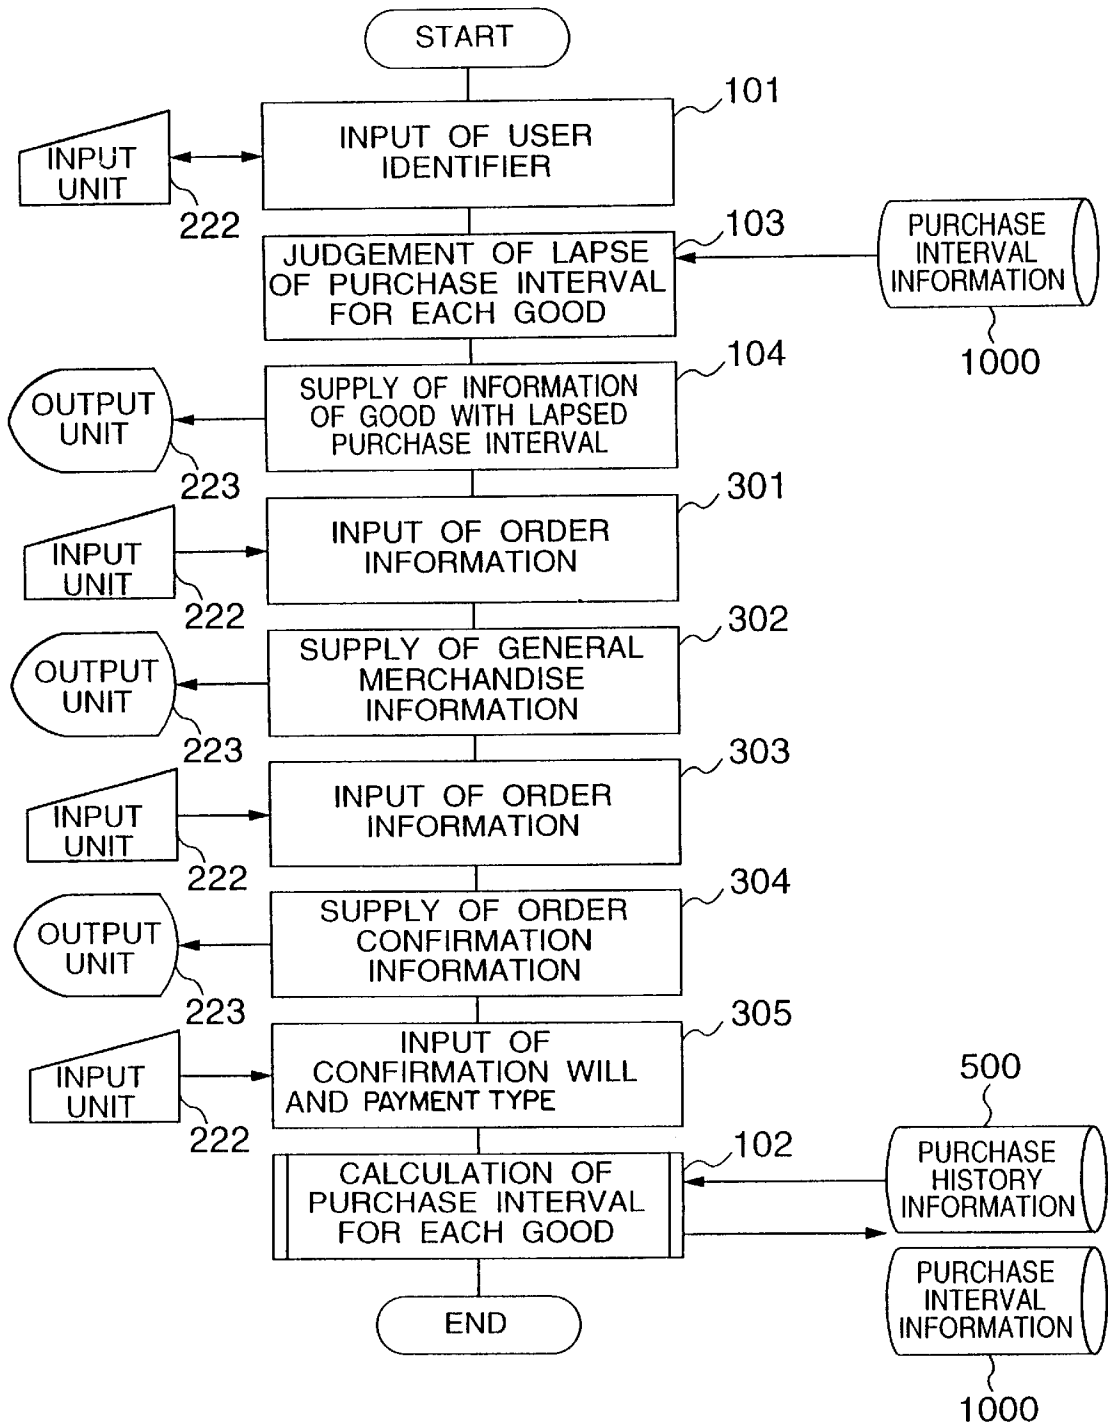 START
101
INPUT OF USER
IDENTIFIER
INPUT
UNIT
222
103
JUDGEMENT OF LAPSE
OF PURCHASE INTERVAL
FOR EACH GOOD
PURCHASE
INTERVAL
INFORMATION
1000
104
SUPPLY OF INFORMATION
OF GOOD WITH LAPSED
PURCHASE INTERVAL
OUTPUT
UNIT
223
301
INPUT OF ORDER
INFORMATION
INPUT
UNIT
222
302
SUPPLY OF GENERAL
MERCHANDISE
INFORMATION
OUTPUT
UNIT
223
303
INPUT OF ORDER
INFORMATION
INPUT
UNIT
222
304
SUPPLY OF ORDER
CONFIRMATION
INFORMATION
OUTPUT
UNIT
223
305
INPUT OF
CONFIRMATION WILL
AND PAYMENT TYPE
INPUT
UNIT
222
500
102
CALCULATION OF
PURCHASE INTERVAL
FOR EACH GOOD
PURCHASE
HISTORY
INFORMATION
PURCHASE
INTERVAL
INFORMATION
1000
END